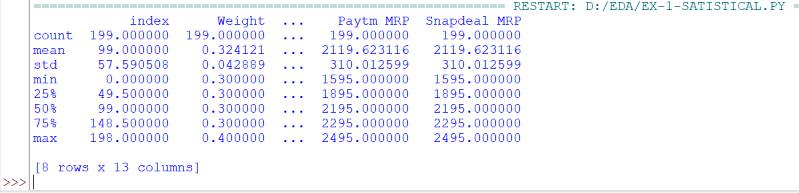 ================================================== RESTART: D:/EDA/EX-1-SATISTICAL.PY =
index Weight ... Paytm MRP Snapdeal MRP
count 199.000000 199.000000 ... 199.000000 199.000000
mean 99.000000 0.324121 ... 2119.623116 2119.623116
std 57.590508 0.042889 ... 310.012599 310.012599
min 0.000000 0.300000 ... 1595.000000 1595.000000
25% 49.500000 0.300000 ... 1895.000000 1895.000000
50% 99.000000 0.300000 ... 2195.000000 2195.000000
75% 148.500000 0.300000 ... 2295.000000 2295.000000
max 198.000000 0.400000 ... 2495.000000 2495.000000
[8 rows x 13 columns]
>>>